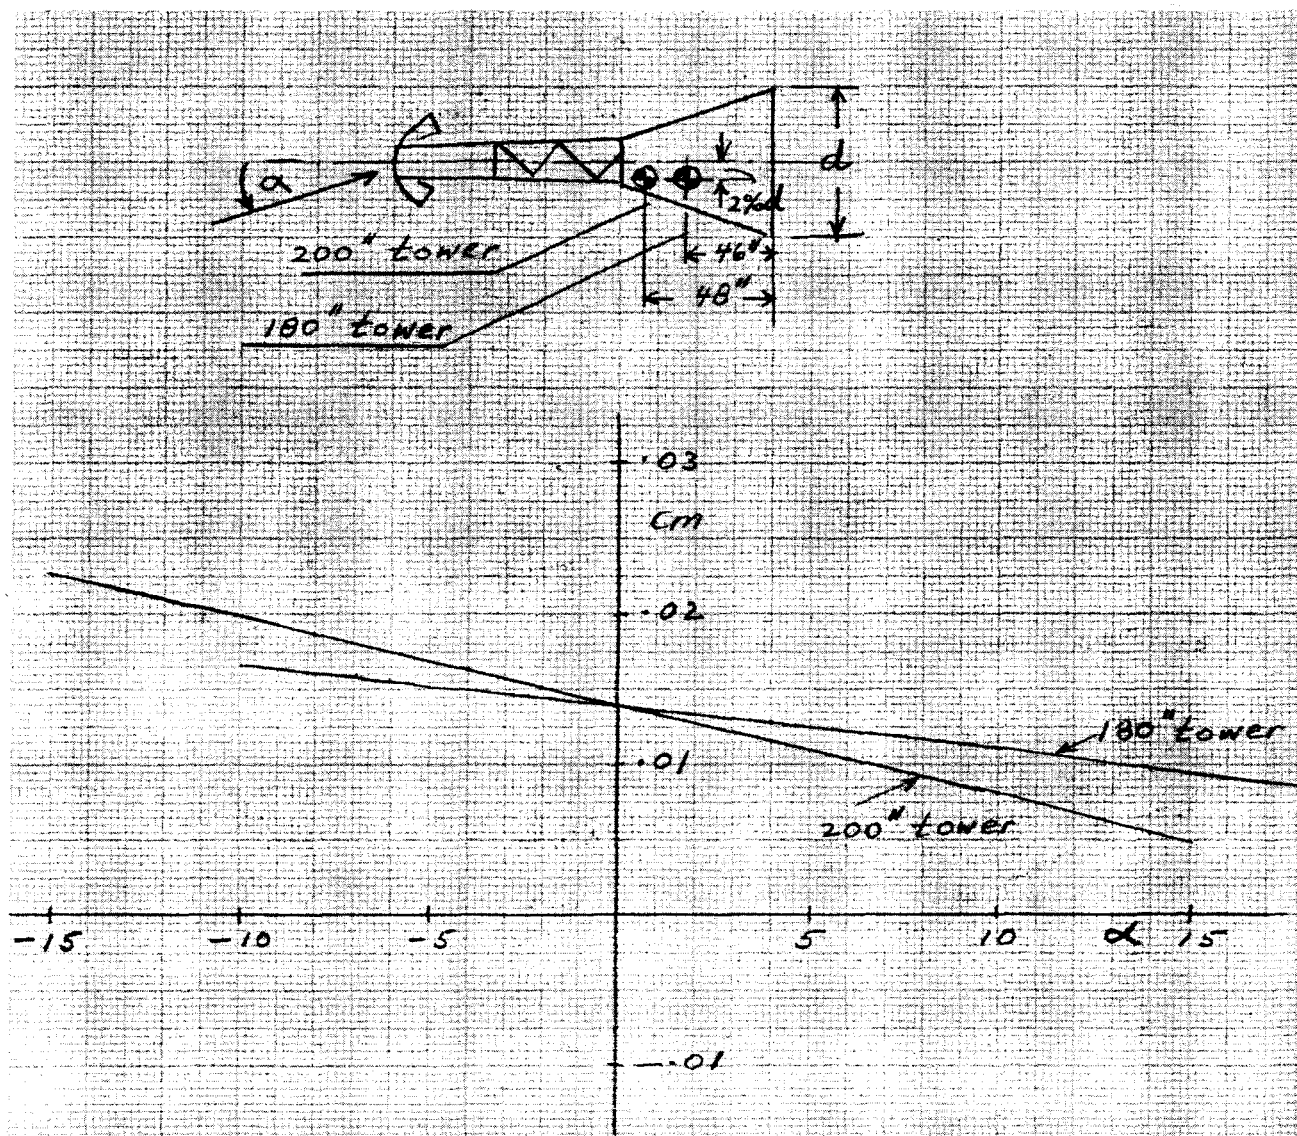 α
d
2%d
200" tower
46"
48"
180" tower
.03
Cm
.02
180" tower
.01
200" tower
-15
-10
-5
5
10
α
15
-.01